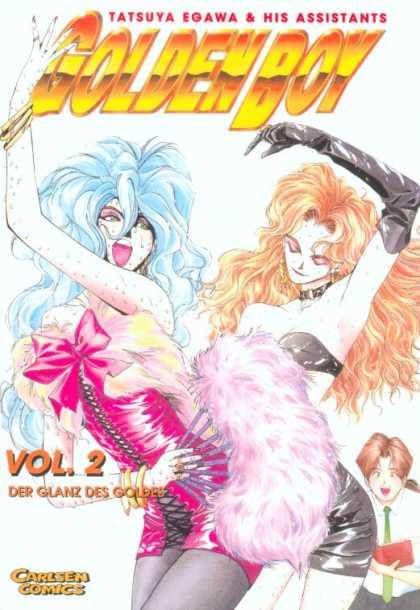 TATSUYA EGAWA & HIS ASSISTANTS
GOLDEN BOY
VOL. 2
DER GLANZ DES GOLDES
CARLSEN
COMICS